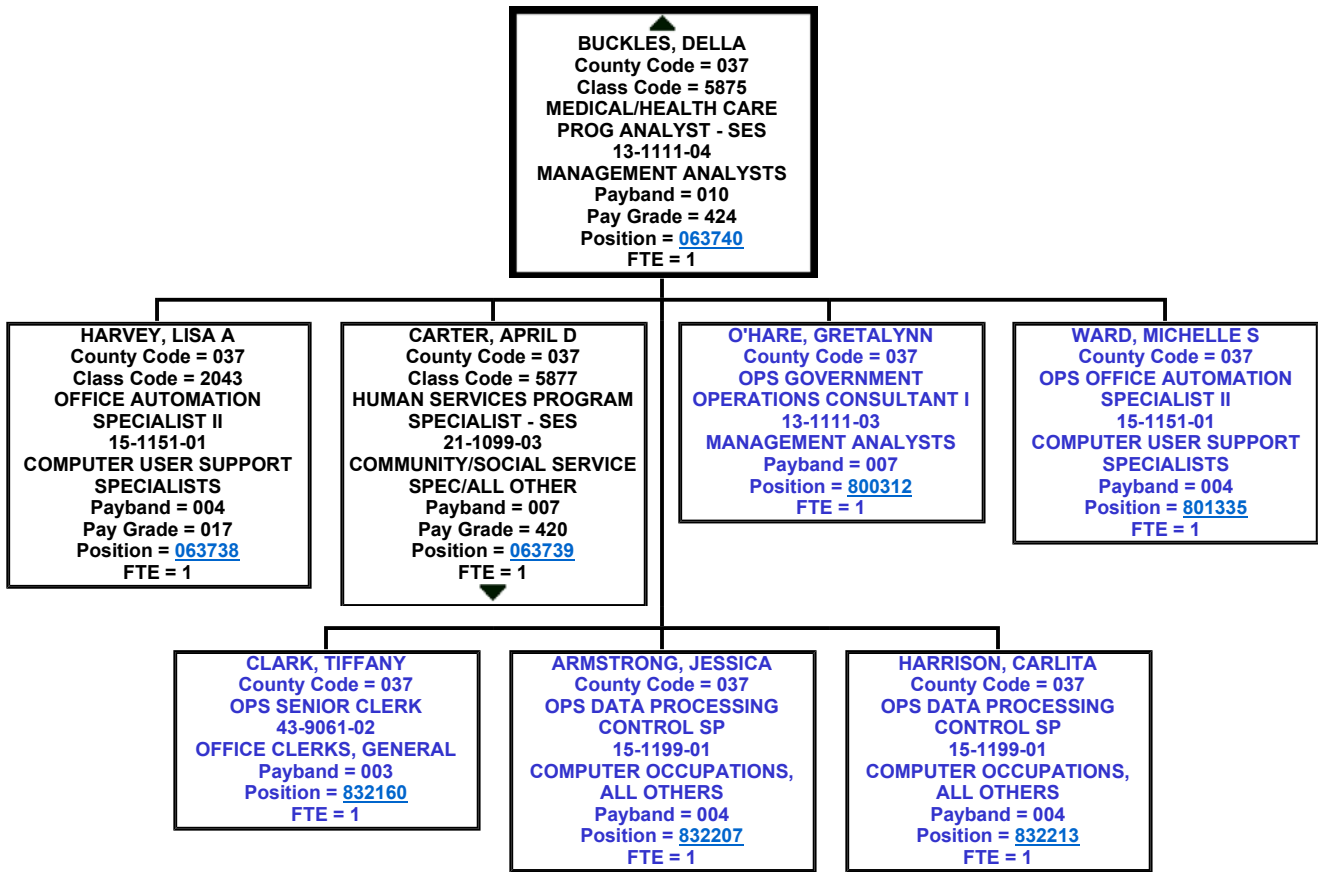 BUCKLES, DELLA
County Code = 037
Class Code = 5875
MEDICAL/HEALTH CARE
PROG ANALYST - SES
13-1111-04
MANAGEMENT ANALYSTS
Payband = 010
Pay Grade = 424
Position = 063740
FTE = 1
HARVEY, LISA A
County Code = 037
Class Code = 2043
OFFICE AUTOMATION
SPECIALIST II
15-1151-01
COMPUTER USER SUPPORT
SPECIALISTS
Payband = 004
Pay Grade = 017
Position = 063738
FTE = 1
CARTER, APRIL D
County Code = 037
Class Code = 5877
HUMAN SERVICES PROGRAM
SPECIALIST - SES
21-1099-03
COMMUNITY/SOCIAL SERVICE
SPEC/ALL OTHER
Payband = 007
Pay Grade = 420
Position = 063739
FTE = 1
O'HARE, GRETALYNN
County Code = 037
OPS GOVERNMENT
OPERATIONS CONSULTANT I
13-1111-03
MANAGEMENT ANALYSTS
Payband = 007
Position = 800312
FTE = 1
WARD, MICHELLE S
County Code = 037
OPS OFFICE AUTOMATION
SPECIALIST II
15-1151-01
COMPUTER USER SUPPORT
SPECIALISTS
Payband = 004
Position = 801335
FTE = 1
CLARK, TIFFANY
County Code = 037
OPS SENIOR CLERK
43-9061-02
OFFICE CLERKS, GENERAL
Payband = 003
Position = 832160
FTE = 1
ARMSTRONG, JESSICA
County Code = 037
OPS DATA PROCESSING
CONTROL SP
15-1199-01
COMPUTER OCCUPATIONS,
ALL OTHERS
Payband = 004
Position = 832207
FTE = 1
HARRISON, CARLITA
County Code = 037
OPS DATA PROCESSING
CONTROL SP
15-1199-01
COMPUTER OCCUPATIONS,
ALL OTHERS
Payband = 004
Position = 832213
FTE = 1